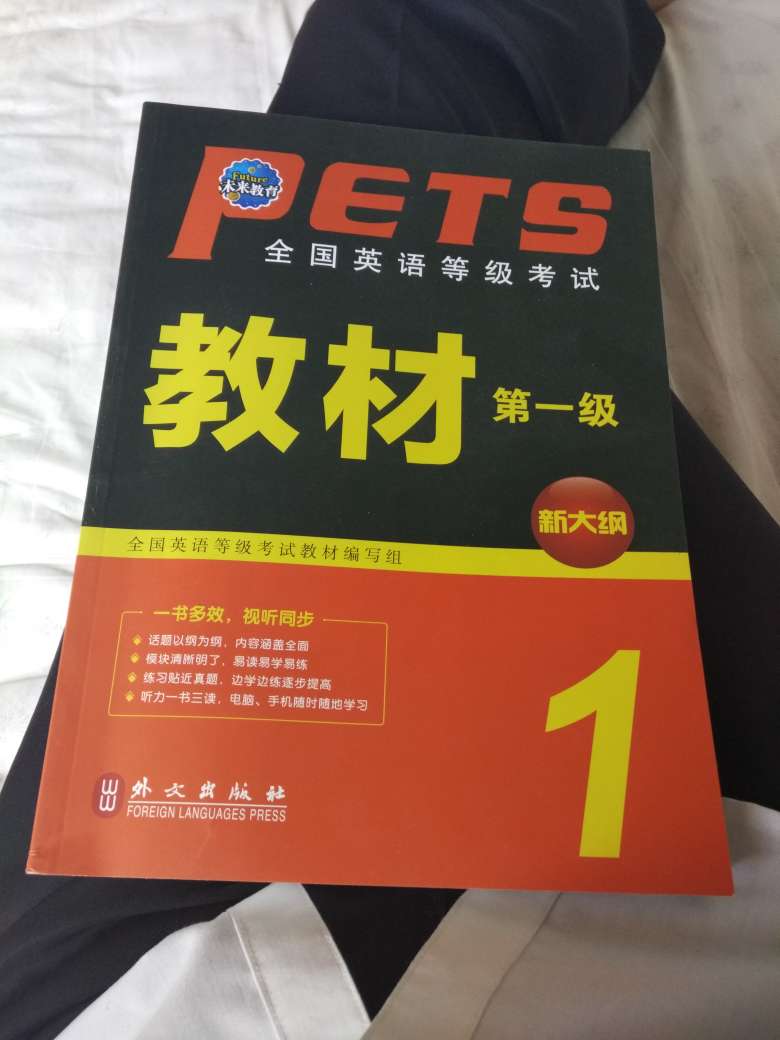 PETS
Future
未来教育
全国英语等级考试
教材 第一级
新大纲
全国英语等级考试教材编写组
一书多效，视听同步
话题以纲为纲，内容涵盖全面
模块清晰明了，易读易学易练
练习贴近真题，边学边练逐步提高
听力一书三读，电脑、手机随时随地学习
1
外文出版社
FOREIGN LANGUAGES PRESS